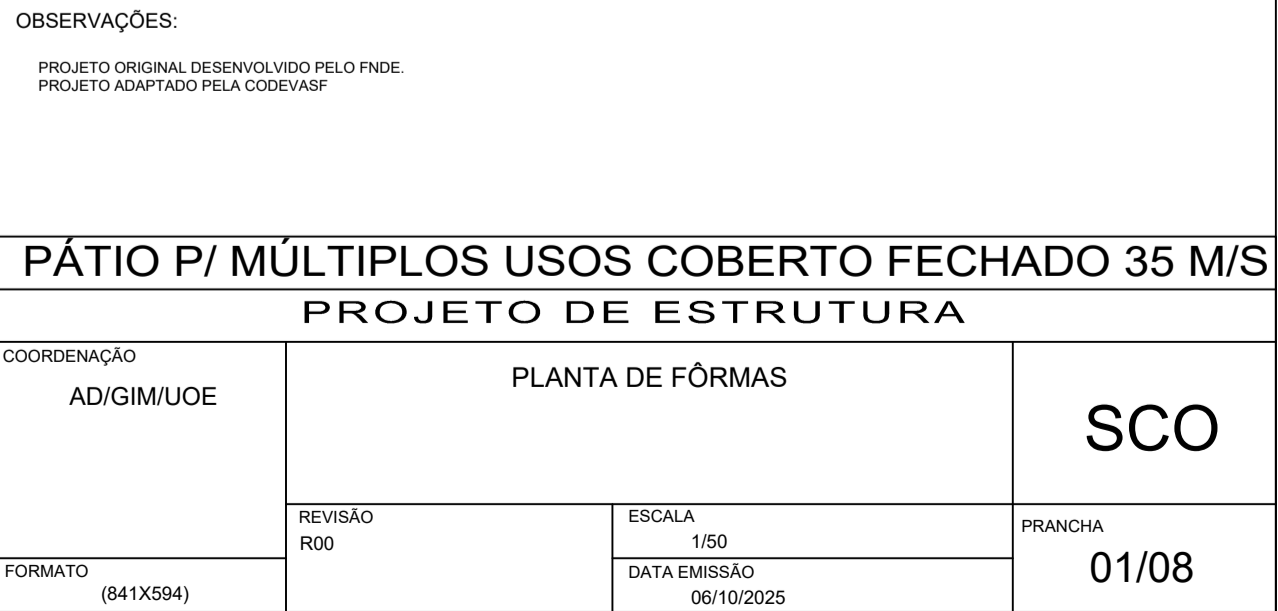 OBSERVAÇÕES:
PROJETO ORIGINAL DESENVOLVIDO PELO FNDE.
PROJETO ADAPTADO PELA CODEVASF
PÁTIO P/ MÚLTIPLOS USOS COBERTO FECHADO 35 M/S
PROJETO DE ESTRUTURA
COORDENAÇÃO
AD/GIM/UOE
PLANTA DE FÔRMAS
SCO
REVISÃO
R00
ESCALA
1/50
PRANCHA
01/08
FORMATO
(841X594)
DATA EMISSÃO
06/10/2025